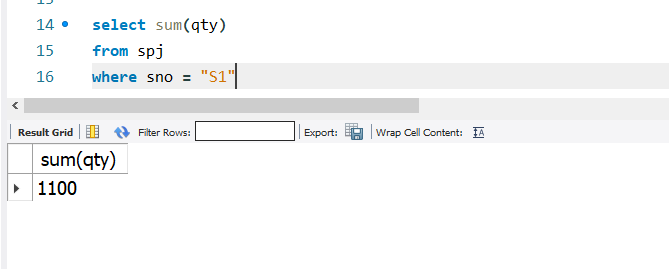 14 select sum(qty)
15 from spj
16 where sno = "S1"
Result Grid Filter Rows: Export: Wrap Cell Content:
sum(qty)
1100